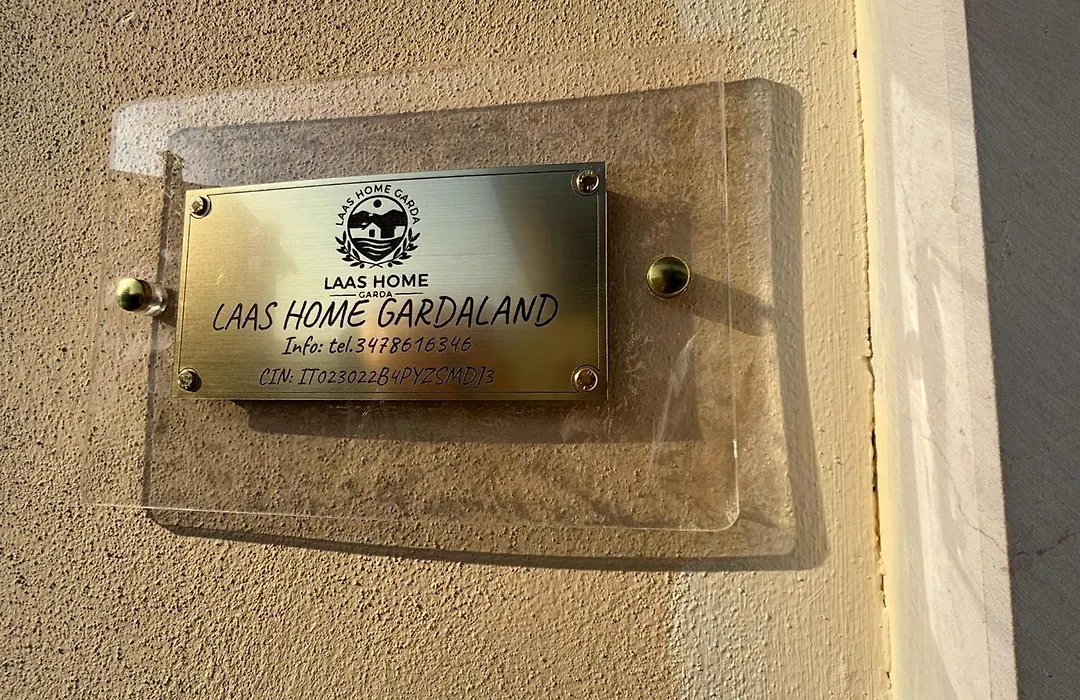 LAAS HOME GARDA
LAAS HOME
GARDA
LAAS HOME GARDALAND
Info: tel.3478616346
CIN: IT023022B4PYZSMDJ3